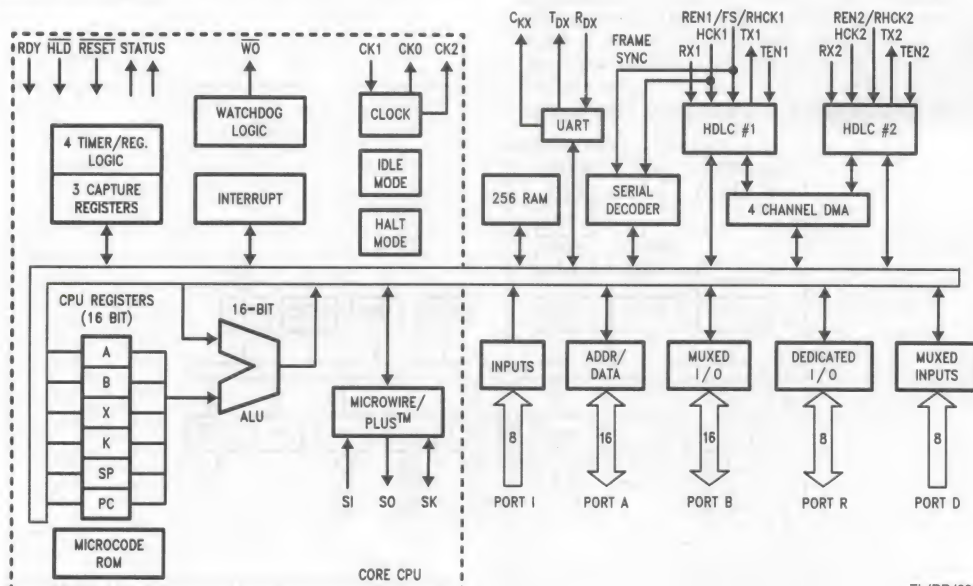 RDY HLD RESET STATUS
WO
CK1 CK0 CK2
CKX TDX RDX
REN1/FS/RHCK1
HCK1 TX1
RX1 TEN1
REN2/RHCK2
HCK2 TX2
RX2 TEN2
FRAME
SYNC
4 TIMER/REG.
LOGIC
3 CAPTURE
REGISTERS
WATCHDOG
LOGIC
INTERRUPT
CLOCK
IDLE
MODE
HALT
MODE
UART
HDLC #1
HDLC #2
256 RAM
SERIAL
DECODER
4 CHANNEL DMA
CPU REGISTERS
(16 BIT)
A
B
X
K
SP
PC
MICROCODE
ROM
16-BIT
ALU
MICROWIRE/
PLUS™
SI SO SK
CORE CPU
INPUTS
ADDR/
DATA
MUXED
I/O
DEDICATED
I/O
MUXED
INPUTS
8 16 16 8 8
PORT I PORT A PORT B PORT R PORT D